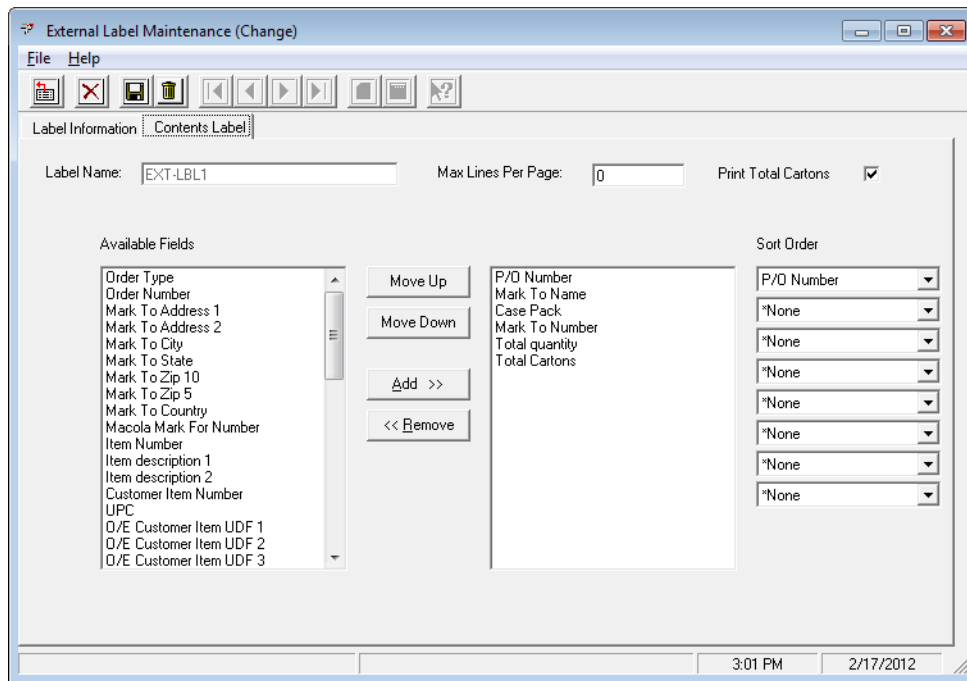 External Label Maintenance (Change)
File Help
Label Information Contents Label
Label Name: EXT-LBL1 Max Lines Per Page: 0 Print Total Cartons
Available Fields Sort Order
Order Type
Order Number
Mark To Address 1
Mark To Address 2
Mark To City
Mark To State
Mark To Zip 10
Mark To Zip 5
Mark To Country
Macola Mark For Number
Item Number
Item description 1
Item description 2
Customer Item Number
UPC
O/E Customer Item UDF 1
O/E Customer Item UDF 2
O/E Customer Item UDF 3
Move Up
Move Down
Add >>
<< Remove
P/O Number
Mark To Name
Case Pack
Mark To Number
Total quantity
Total Cartons
P/O Number
*None
*None
*None
*None
*None
*None
*None
3:01 PM 2/17/2012